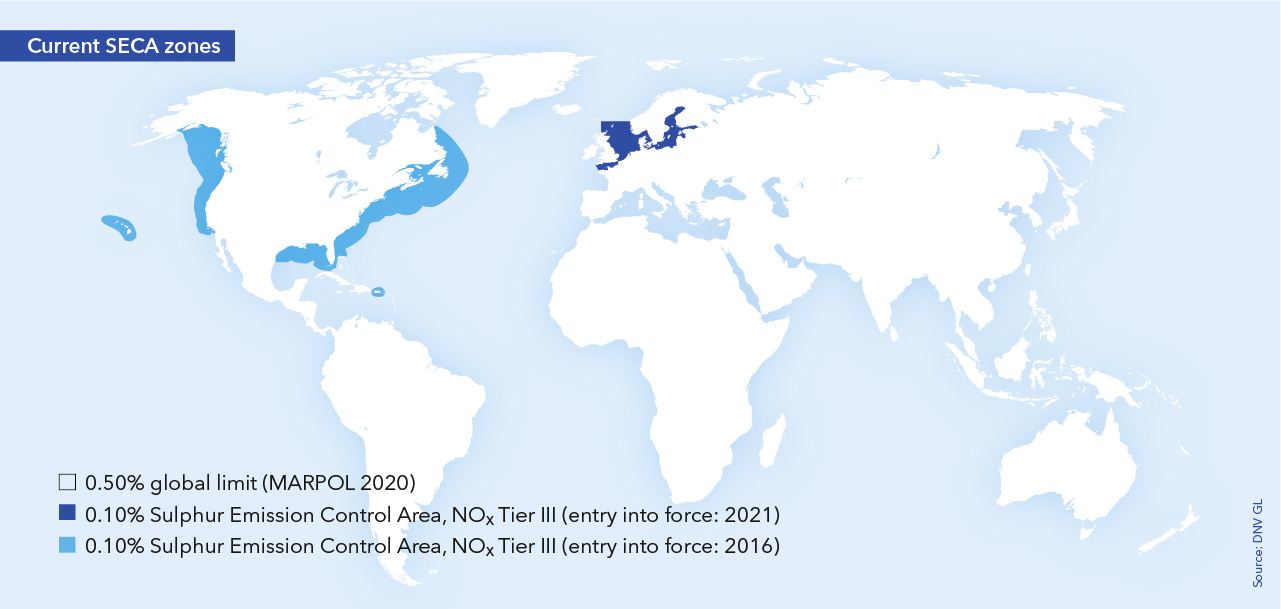 Current SECA zones
0.50% global limit (MARPOL 2020)
0.10% Sulphur Emission Control Area, NOx Tier III (entry into force: 2021)
0.10% Sulphur Emission Control Area, NOx Tier III (entry into force: 2016)
Source: DNV GL